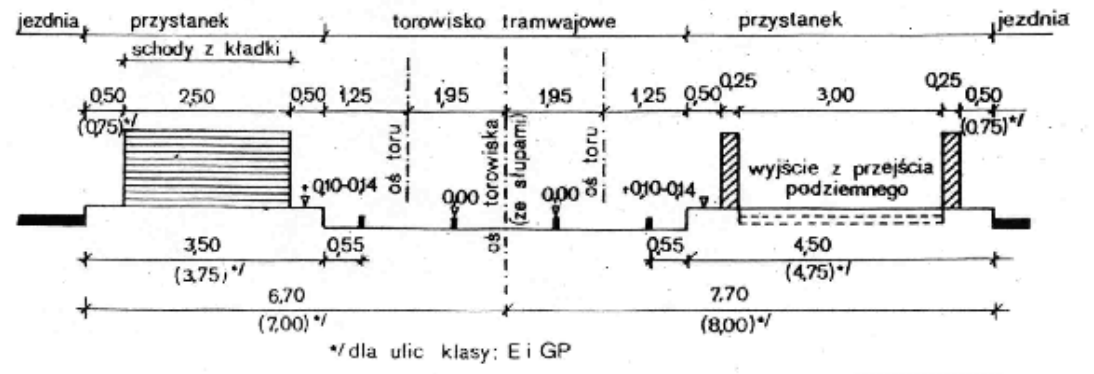 jezdnia przystanek torowisko tramwajowe przystanek jezdnia
schody z kładki
0,50 2,50 0,50 1,25 1,95 1,95 1,25 0,50 0,25 3,00 0,25 0,50
(0,75)*/ (0.75)*/
oś toru
oś torowiska
(ze słupami)
oś toru
wyjście z przejścia
podziemnego
+0,10-0,14 0,00 0,00 +0,10-0,14
3,50 0,55 0,55 4,50
(3,75)*/ (4,75)*/
6,70 7,70
(7,00)*/ (8,00)*/
*/ dla ulic klasy: E i GP